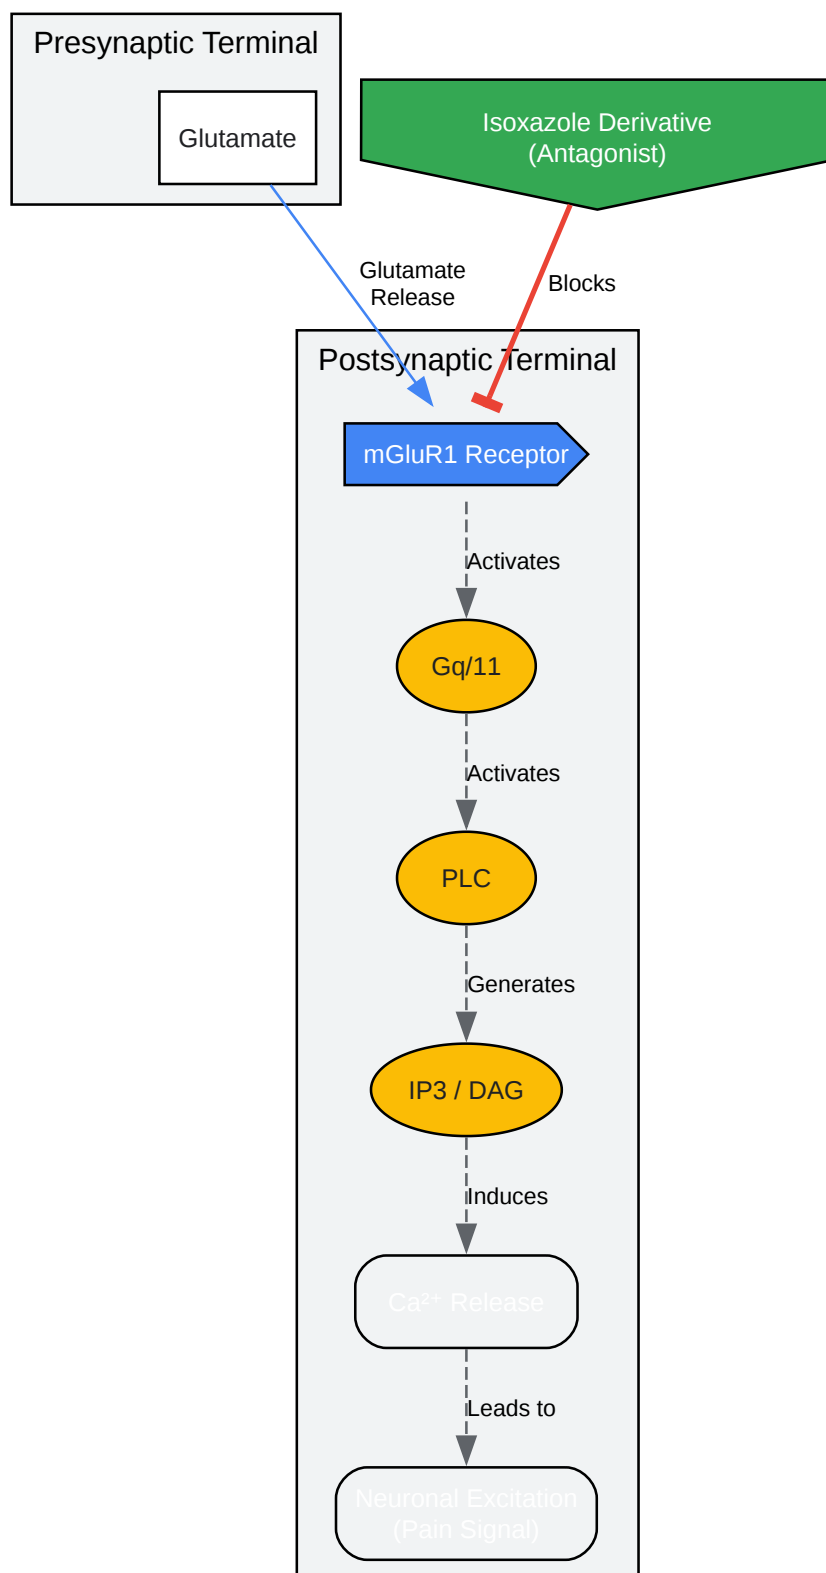 Presynaptic Terminal
Glutamate
Isoxazole Derivative
(Antagonist)
Glutamate
Release
Blocks
Postsynaptic Terminal
mGluR1 Receptor
Activates
Gq/11
Activates
PLC
Generates
IP3 / DAG
Induces
Ca²⁺ Release
Leads to
Neuronal Excitation
(Pain Signal)